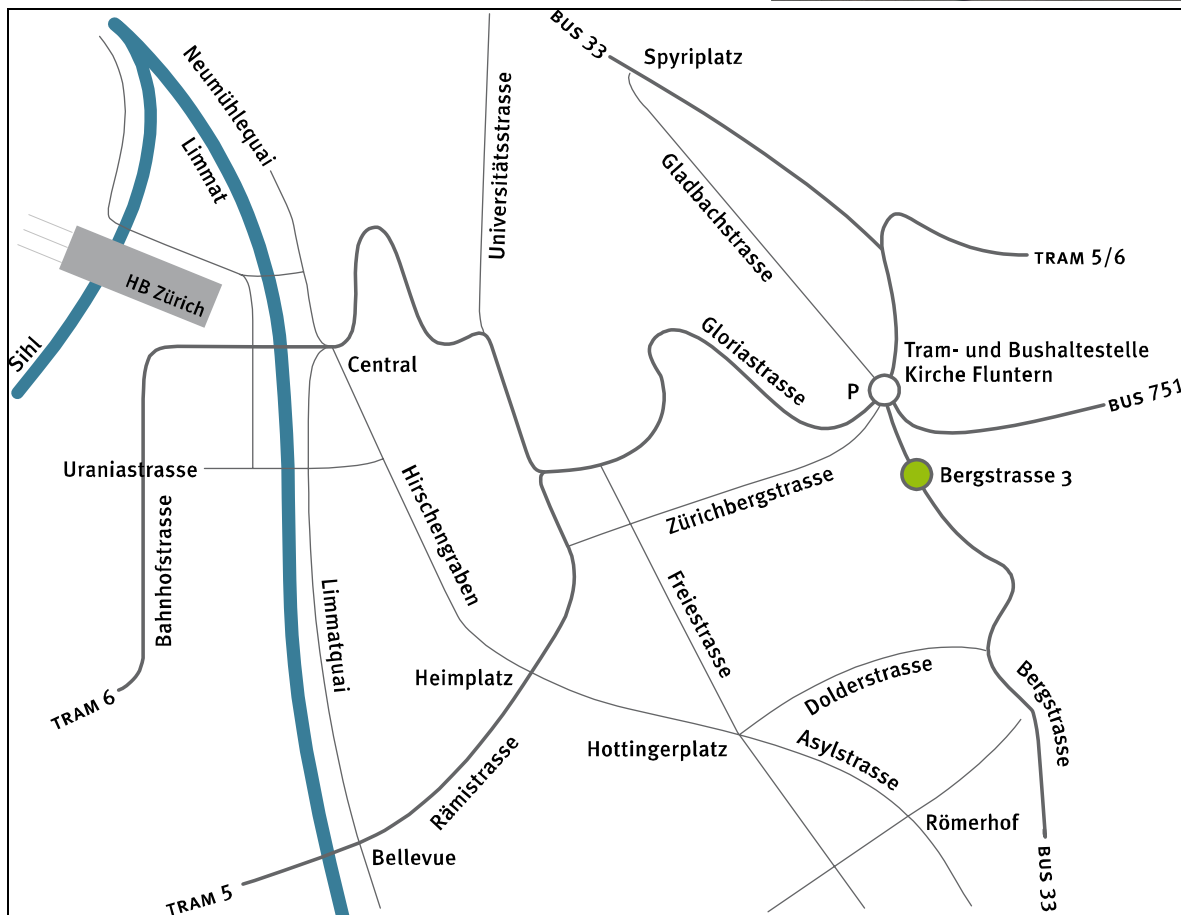 BUS 33
Spyriplatz
Neumühlequai
Limmat
Universitätsstrasse
Gladbachstrasse
TRAM 5/6
HB Zürich
Sihl
Central
Gloriastrasse
Tram- und Bushaltestelle
Kirche Fluntern
P
BUS 751
Uraniastrasse
Bahnhofstrasse
Hirschengraben
Zürichbergstrasse
Bergstrasse 3
Limmatquai
Freiestrasse
Heimplatz
Dolderstrasse
Bergstrasse
TRAM 6
Hottingerplatz
Asylstrasse
Rämistrasse
Römerhof
Bellevue
TRAM 5
BUS 33